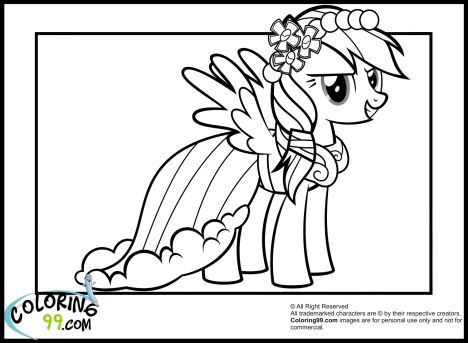 COLORING
99.COM
© All Right Reserved
All trademarked characters are © by their respective creators.
Coloring99.com images are for personal use only and not for
commercial.